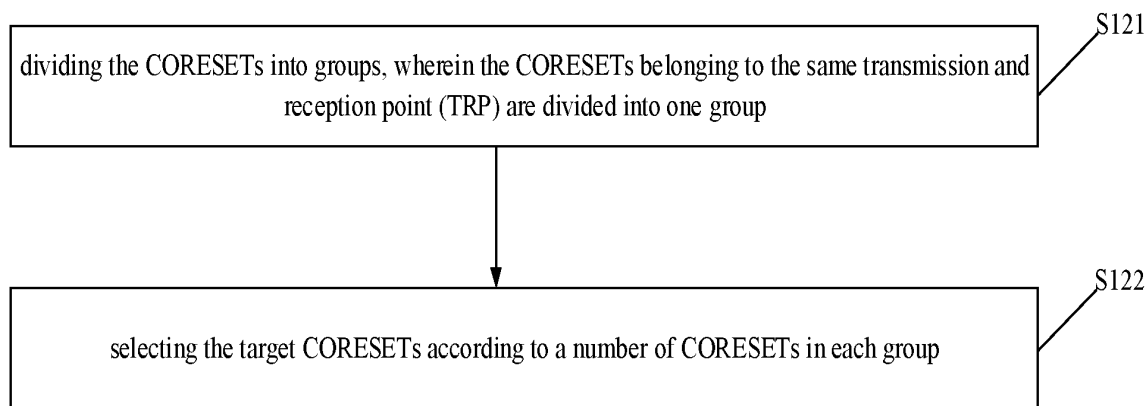 S121
dividing the CORESETs into groups, wherein the CORESETs belonging to the same transmission and
reception point (TRP) are divided into one group
S122
selecting the target CORESETs according to a number of CORESETs in each group